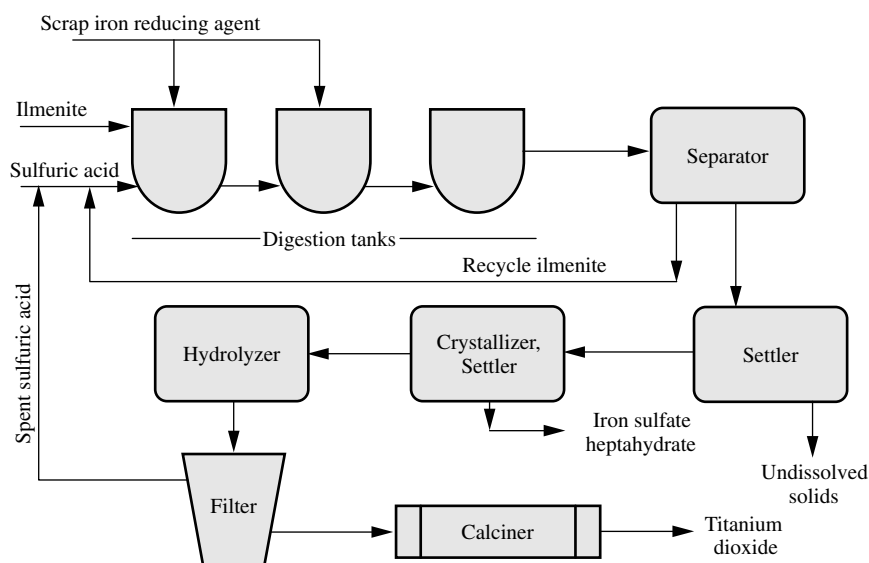 Scrap iron reducing agent
Ilmenite
Sulfuric acid
Separator
Digestion tanks
Recycle ilmenite
Spent sulfuric acid
Hydrolyzer
Crystallizer,
Settler
Settler
Iron sulfate
heptahydrate
Undissolved
solids
Filter
Calciner
Titanium
dioxide